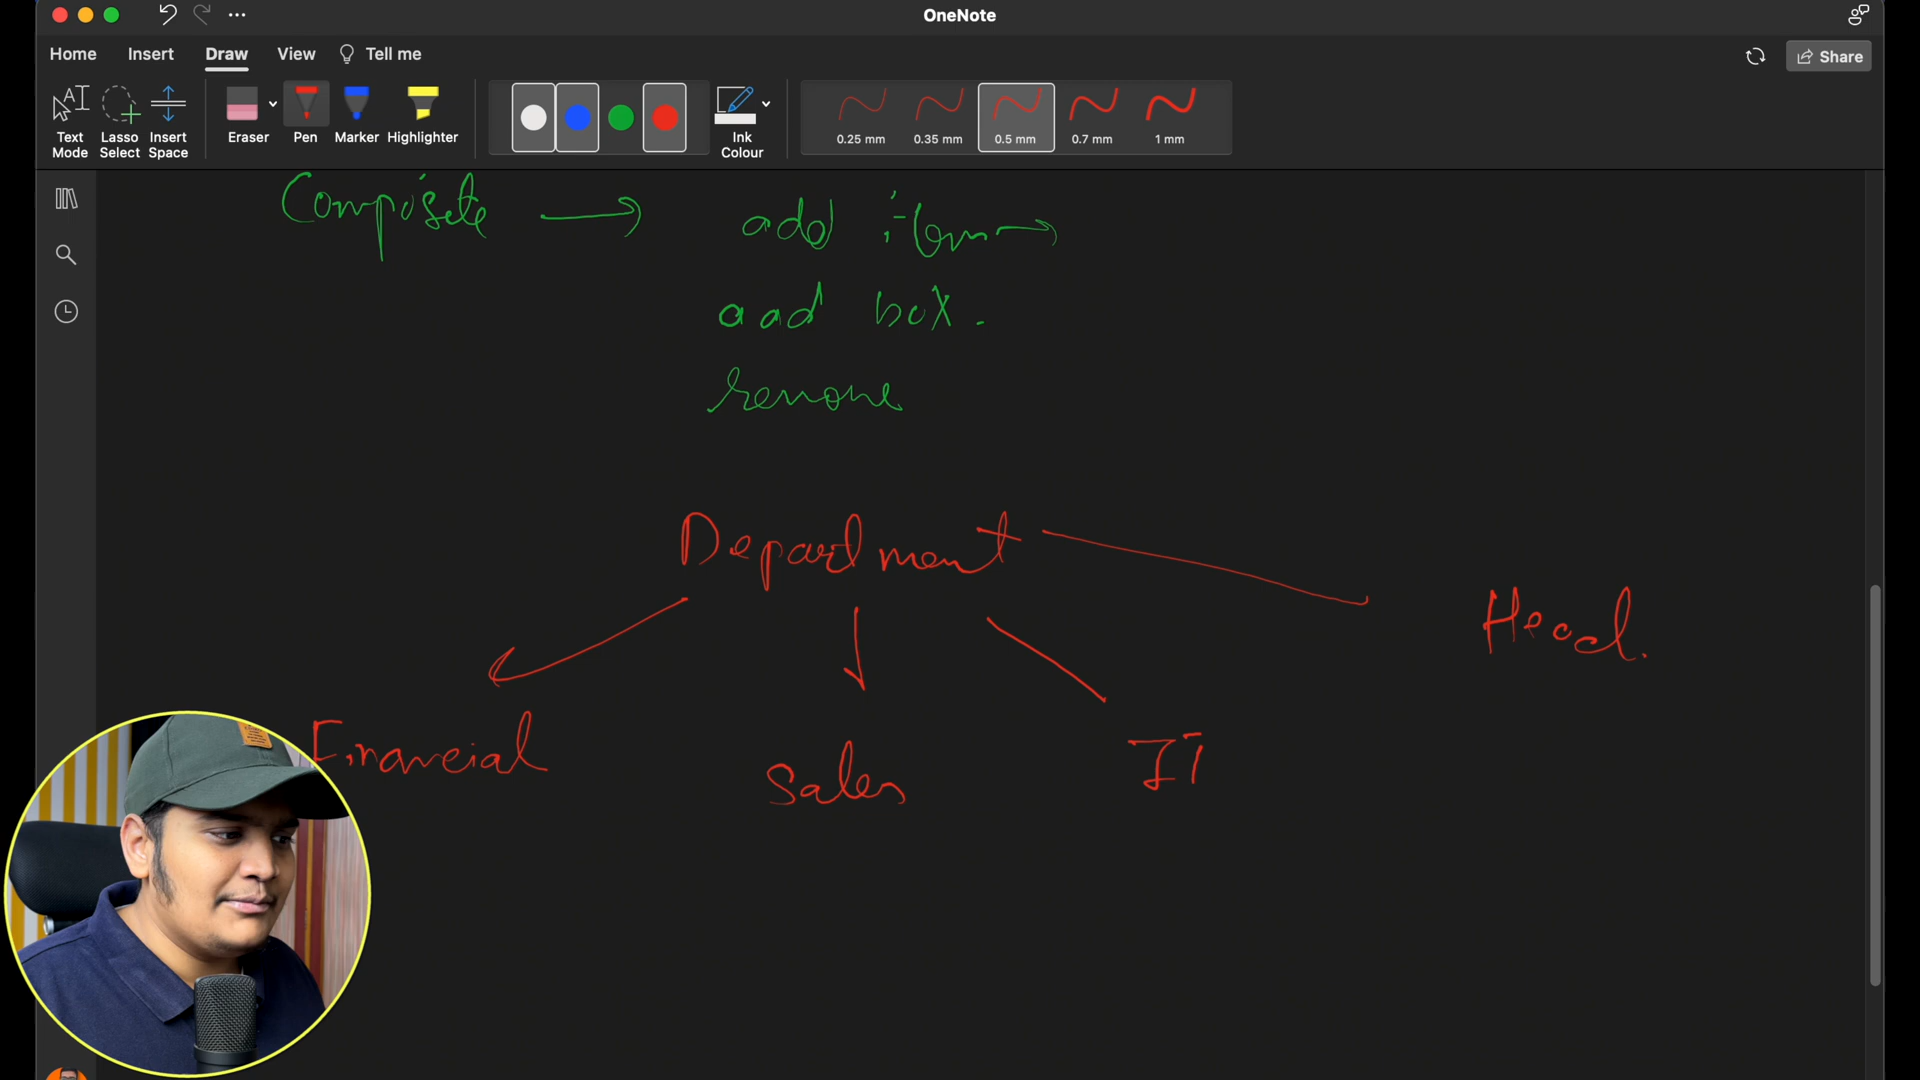 OneNote
Home Insert Draw View Tell me
Share
Text Mode
Lasso Select
Insert Space
Eraser
Pen
Marker
Highlighter
Ink Colour
0.25 mm
0.35 mm
0.5 mm
0.7 mm
1 mm
Composite → add item →
add box.
remove
Department
Head.
Financial
Sales
IT